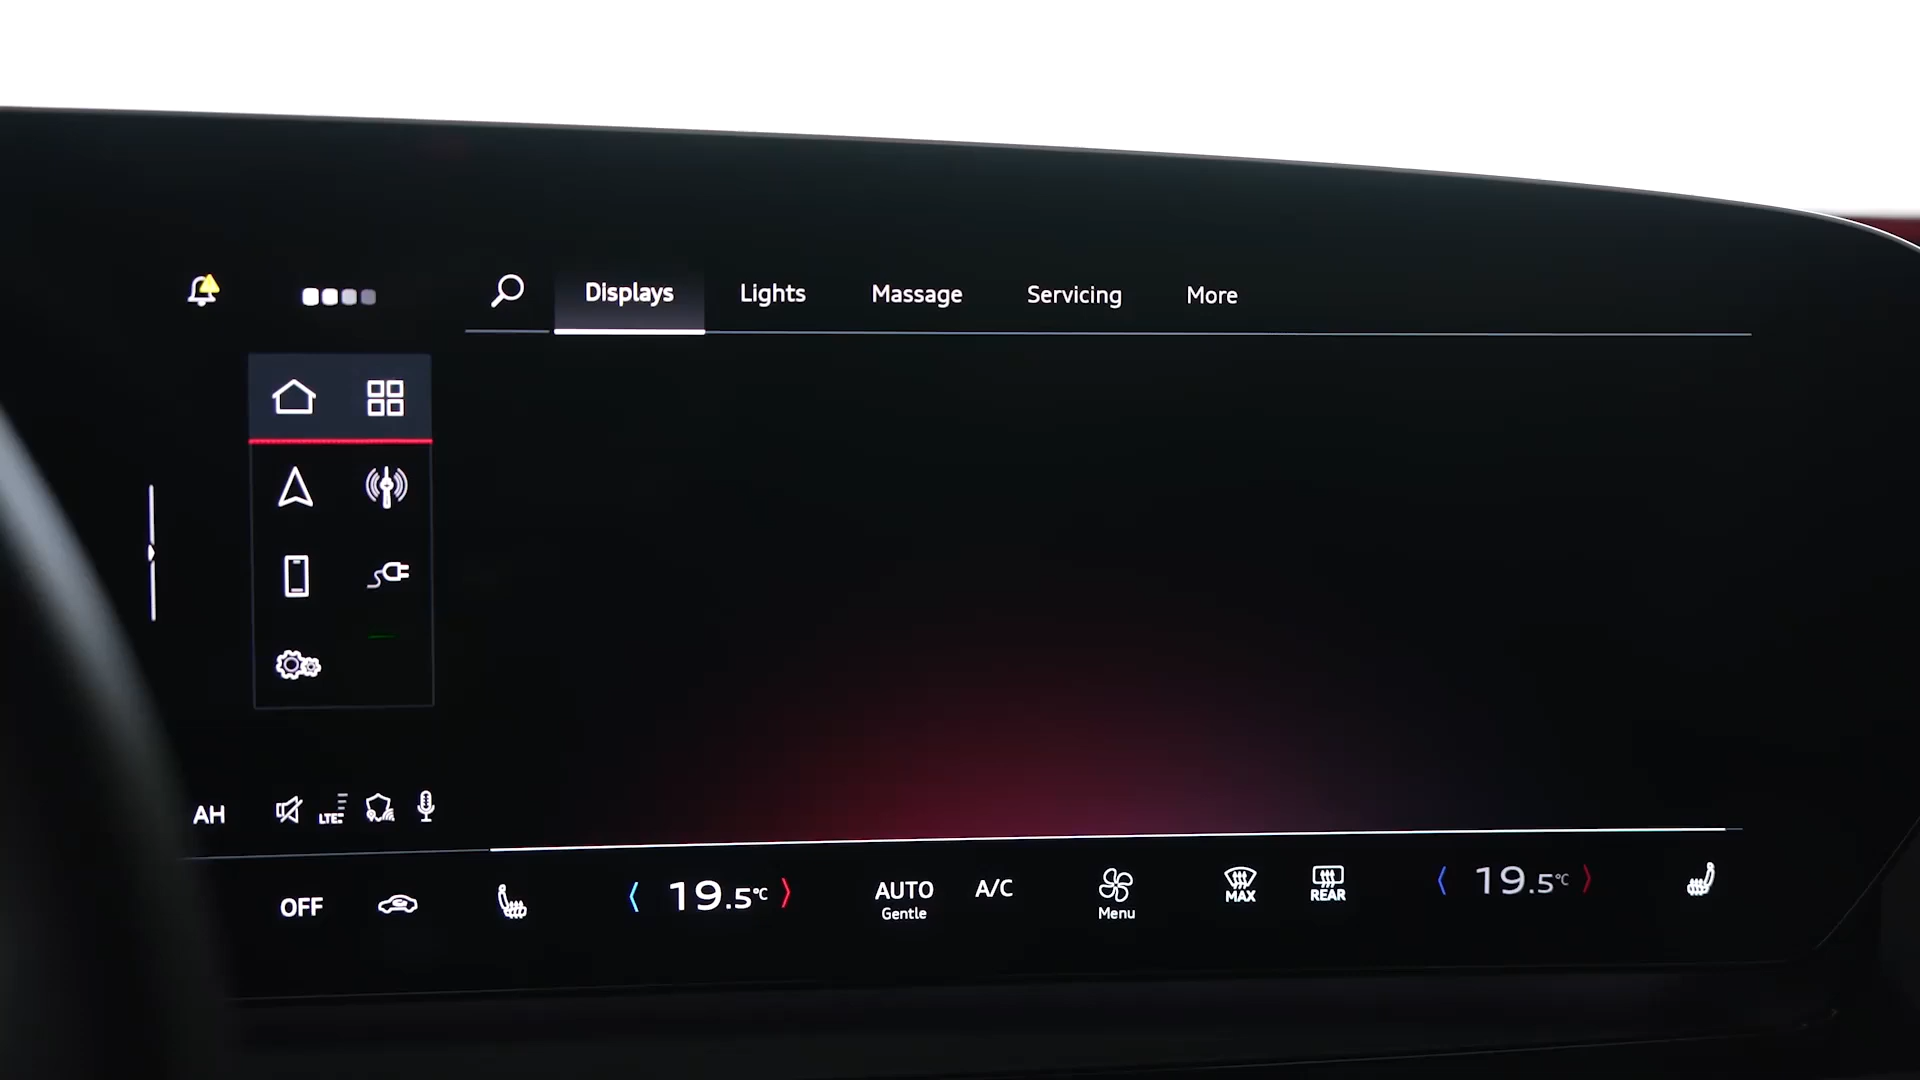 Displays Lights Massage Servicing More
AH LTE
OFF 19.5°C AUTO A/C MAX REAR 19.5°C
Gentle Menu